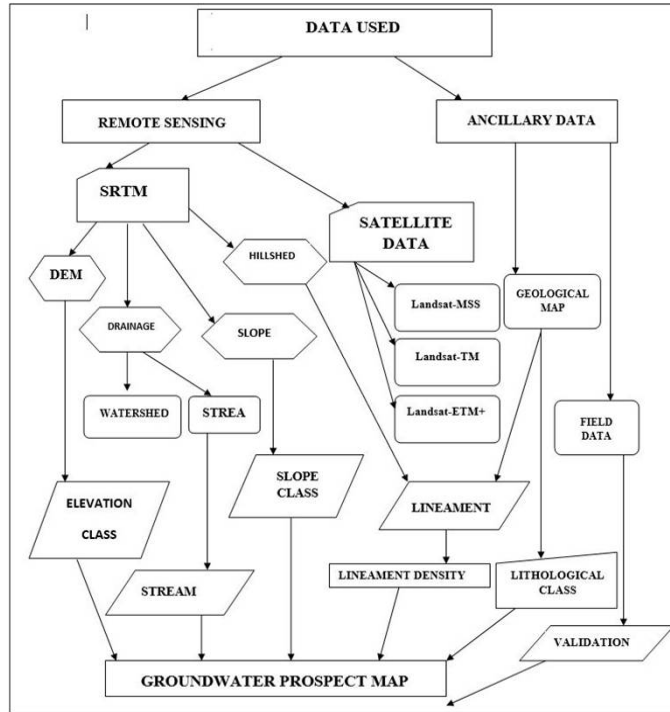 DATA USED
REMOTE SENSING
ANCILLARY DATA
SRTM
SATELLITE
DATA
HILLSHED
DEM
GEOLOGICAL
MAP
Landsat-MSS
DRAINAGE
SLOPE
Landsat-TM
WATERSHED
STREA
Landsat-ETM+
FIELD
DATA
SLOPE
CLASS
ELEVATION
CLASS
LINEAMENT
LINEAMENT DENSITY
LITHOLOGICAL
CLASS
STREAM
VALIDATION
GROUNDWATER PROSPECT MAP